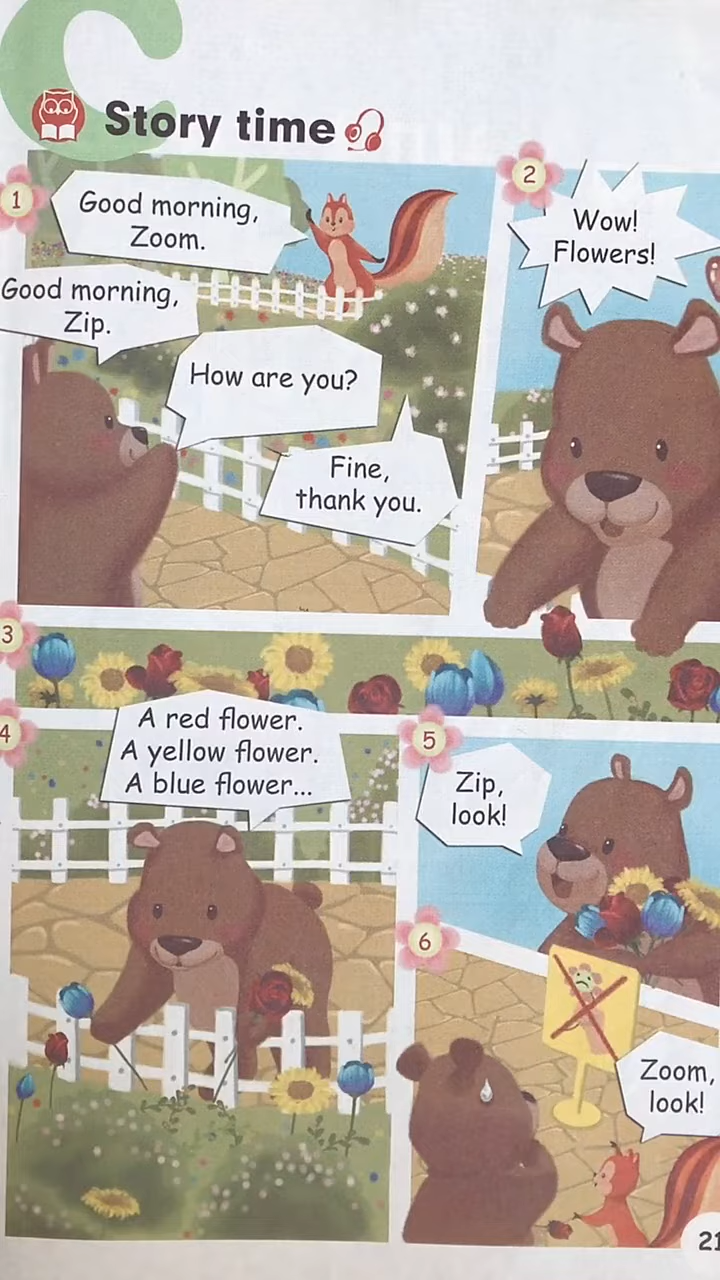 C
Story time
1
Good morning,
Zoom.
Good morning,
Zip.
How are you?
Fine,
thank you.
2
Wow!
Flowers!
3
4
A red flower.
A yellow flower.
A blue flower...
5
Zip,
look!
6
Zoom,
look!
21